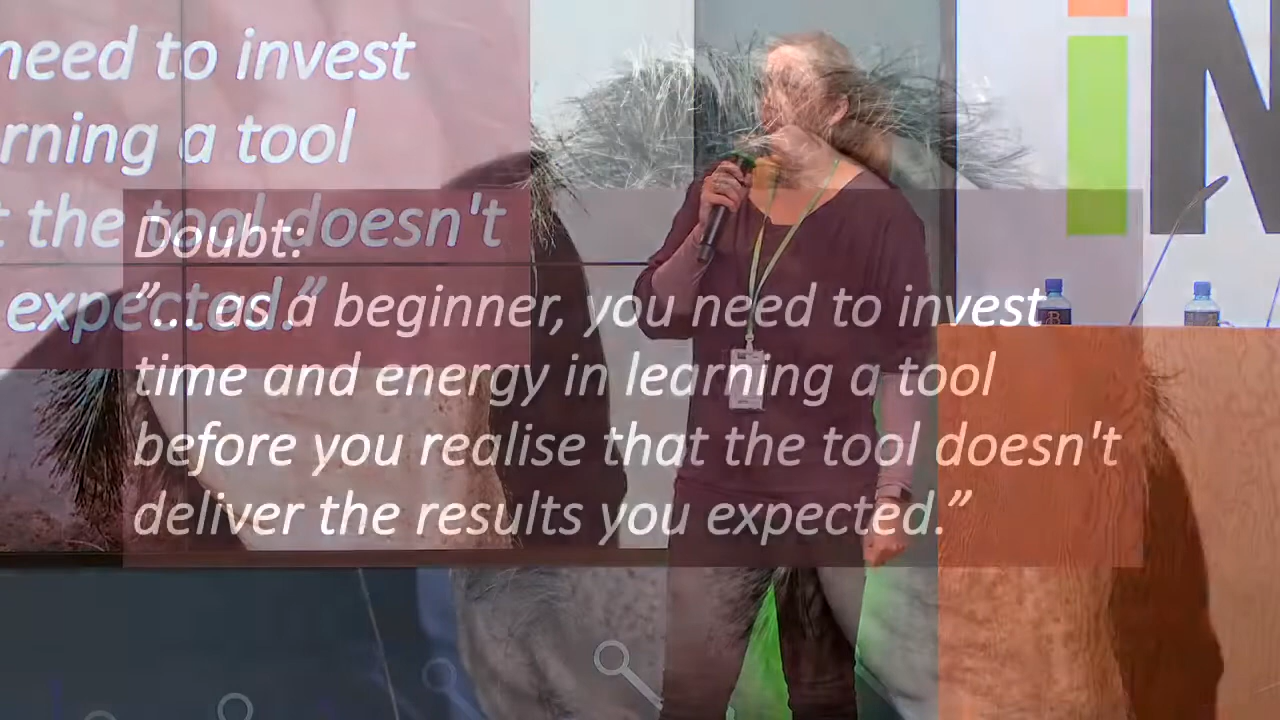 need to invest
rning a tool
t the tool doesn't
expected.”
iN
Doubt:
”... as a beginner, you need to invest
time and energy in learning a tool
before you realise that the tool doesn't
deliver the results you expected.”